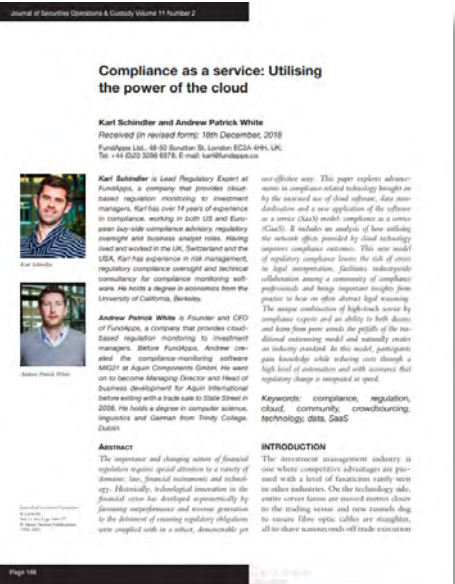 Journal of Securities Operations & Custody Volume 11 Number 2
Compliance as a service: Utilising
the power of the cloud
Karl Schindler and Andrew Patrick White
Received (in revised form): 18th December, 2018
FundApps Ltd., 48-50 Scrutton St, London EC2A 4HH, UK;
Tel: +44 (0)20 3286 6978; E-mail: karl@fundapps.co
Karl Schindler
Andrew Patrick White
Karl Schindler is Lead Regulatory Expert at
FundApps, a company that provides cloud-
based regulation monitoring to investment
managers. Karl has over 14 years of experience
in compliance, working in both US and Euro-
pean buy-side compliance advisory, regulatory
oversight and business analyst roles. Having
lived and worked in the UK, Switzerland and the
USA, Karl has experience in risk management,
regulatory compliance oversight and technical
consultancy for compliance monitoring soft-
ware. He holds a degree in economics from the
University of California, Berkeley.
Andrew Patrick White is Founder and CEO
of FundApps, a company that provides cloud-
based regulation monitoring to investment
managers. Before FundApps, Andrew cre-
ated the compliance-monitoring software
MIG21 at Aquin Components GmbH. He went
on to become Managing Director and Head of
business development for Aquin International
before exiting with a trade sale to State Street in
2008. He holds a degree in computer science,
linguistics and German from Trinity College,
Dublin.
ABSTRACT
The importance and changing nature of financial
regulation requires special attention to a variety of
domains: law, financial instruments and technol-
ogy. Historically, technological innovation in the
financial sector has developed asymmetrically by
favouring outperformance and revenue generation
to the detriment of ensuring regulatory obligations
were complied with in a robust, demonstrable yet
cost-effective way. This paper explores advance-
ments in compliance-related technology brought on
by the increased use of cloud software, data stan-
dardisation and a new application of the software
as a service (SaaS) model: compliance as a service
(CaaS). It includes an analysis of how utilising
the network effects provided by cloud technology
improves compliance outcomes. This new model
of regulatory compliance lowers the risk of errors
in legal interpretation, facilitates industrywide
collaboration among a community of compliance
professionals and brings important insights from
practice to bear on often abstract legal reasoning.
The unique combination of high-touch service by
compliance experts and an ability to both discuss
and learn from peers avoids the pitfalls of the tra-
ditional outsourcing model and naturally creates
an industry standard. In this model, participants
gain knowledge while reducing costs through a
high level of automation and with assurance that
regulatory change is integrated at speed.
Keywords: compliance, regulation,
cloud, community, crowdsourcing,
technology, data, SaaS
INTRODUCTION
The investment management industry is
one where competitive advantages are pur-
sued with a level of fanaticism rarely seen
in other industries. On the technology side,
entire server farms are moved metres closer
to the trading venue and new tunnels dug
to ensure fibre optic cables are straighter,
all to shave nanoseconds off trade execution
Page 166